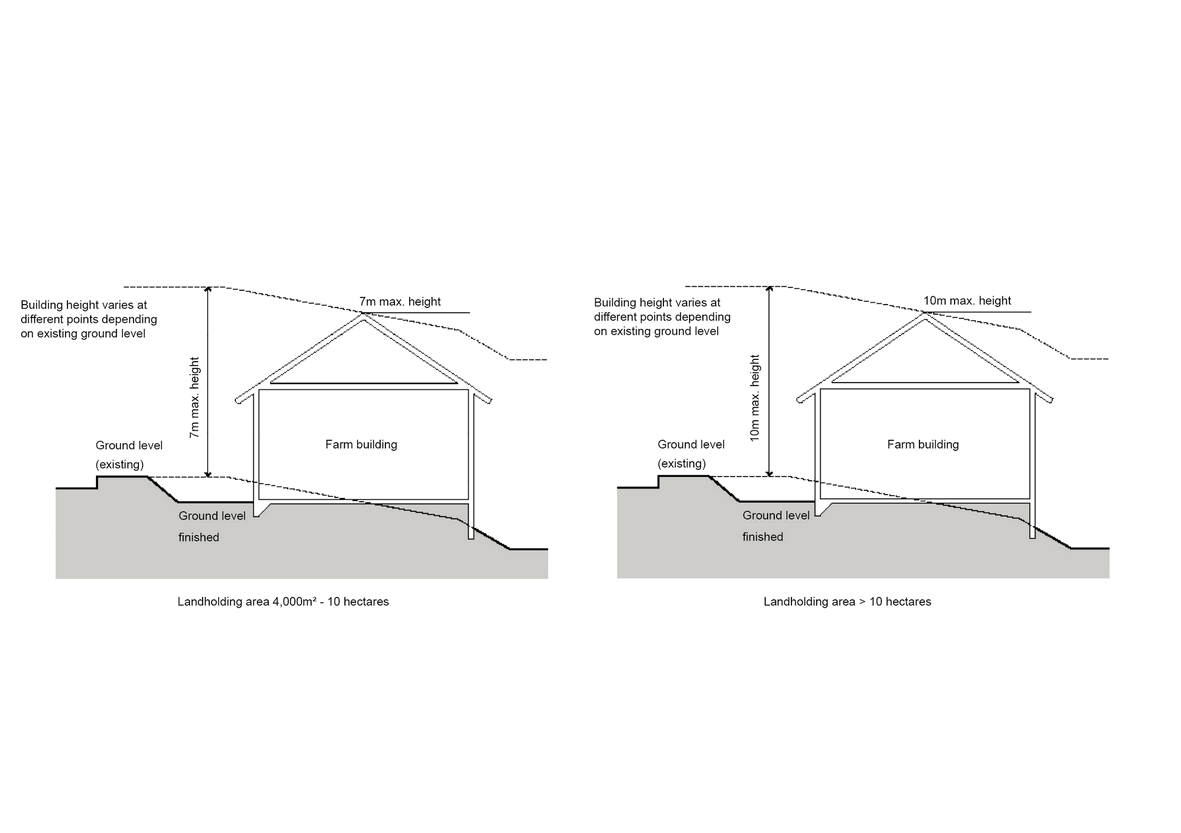 7m max. height
Building height varies at
different points depending
on existing ground level
7m max. height
Ground level
(existing)
Farm building
Ground level
finished
Landholding area 4,000m² - 10 hectares
10m max. height
Building height varies at
different points depending
on existing ground level
10m max. height
Ground level
(existing)
Farm building
Ground level
finished
Landholding area > 10 hectares